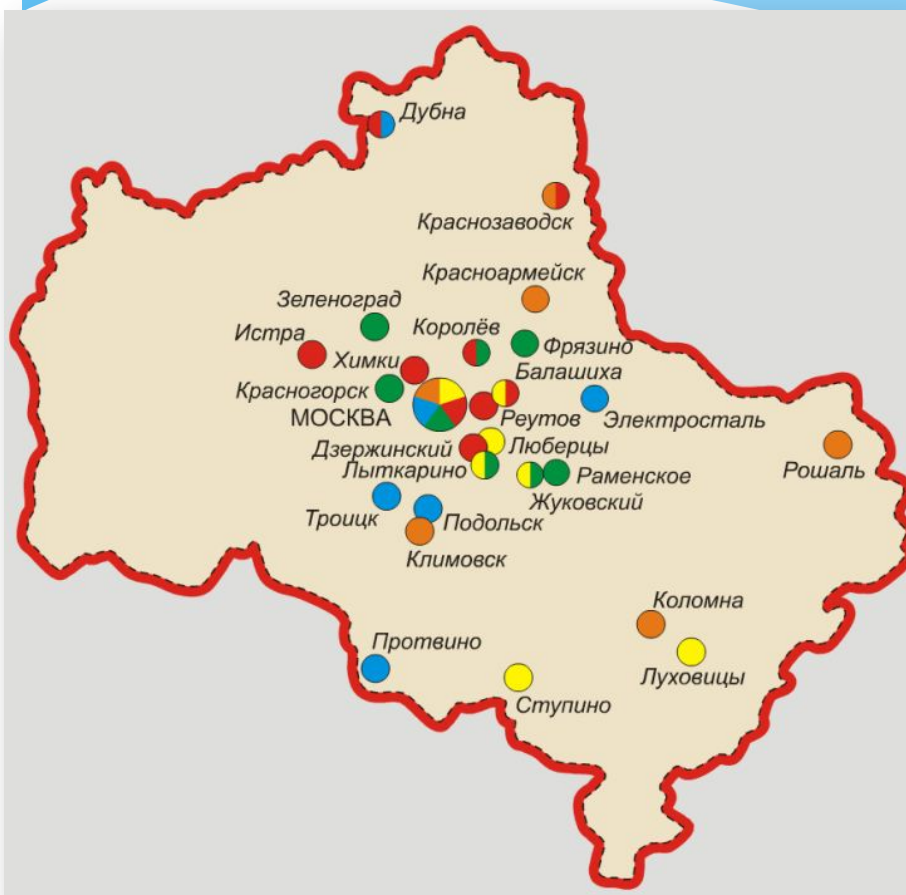 Дубна
Краснозаводск
Красноармейск
Зеленоград
Королёв
Истра
Фрязино
Химки
Балашиха
Красногорск
МОСКВА
Реутов
Электросталь
Дзержинский
Люберцы
Рошаль
Лыткарино
Раменское
Жуковский
Троицк
Подольск
Климовск
Коломна
Протвино
Луховицы
Ступино